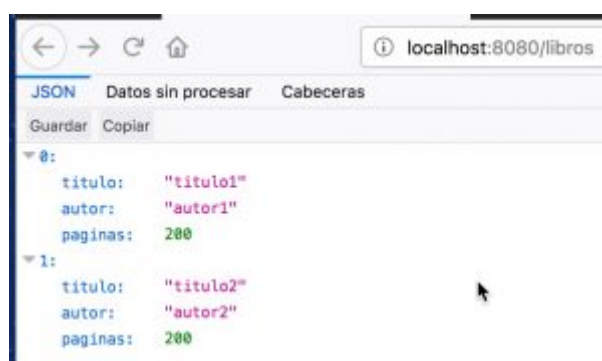 localhost:8080/libros
JSON Datos sin procesar Cabeceras
Guardar Copiar
0:
titulo: "titulo1"
autor: "autor1"
paginas: 200
1:
titulo: "titulo2"
autor: "autor2"
paginas: 200